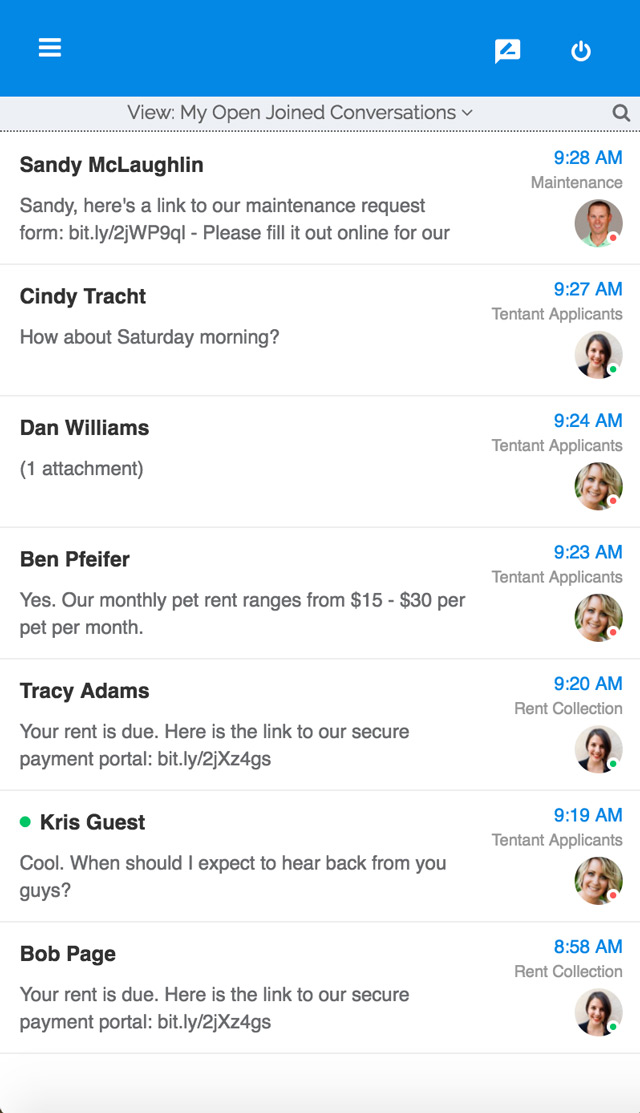 View: My Open Joined Conversations
Sandy McLaughlin
9:28 AM
Maintenance
Sandy, here's a link to our maintenance request
form: bit.ly/2jWP9ql - Please fill it out online for our
Cindy Tracht
9:27 AM
Tentant Applicants
How about Saturday morning?
Dan Williams
9:24 AM
Tentant Applicants
(1 attachment)
Ben Pfeifer
9:23 AM
Tentant Applicants
Yes. Our monthly pet rent ranges from $15 - $30 per
pet per month.
Tracy Adams
9:20 AM
Rent Collection
Your rent is due. Here is the link to our secure
payment portal: bit.ly/2jXz4gs
Kris Guest
9:19 AM
Tentant Applicants
Cool. When should I expect to hear back from you
guys?
Bob Page
8:58 AM
Rent Collection
Your rent is due. Here is the link to our secure
payment portal: bit.ly/2jXz4gs